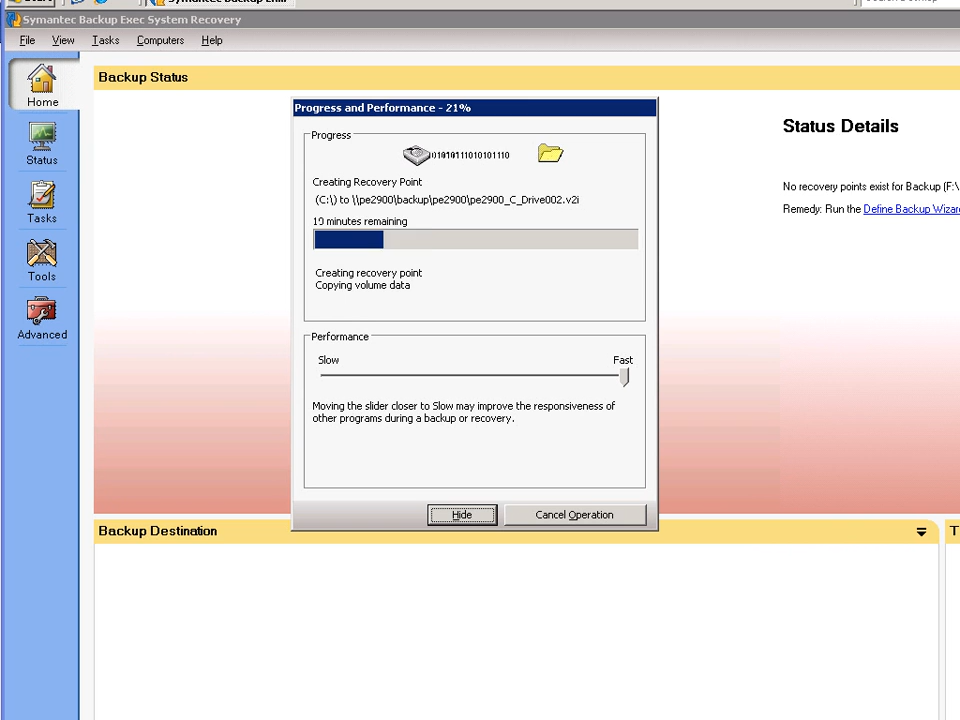 Symantec Backup Exec System Recovery
File View Tasks Computers Help
Home
Status
Tasks
Tools
Advanced
Backup Status
Progress and Performance - 21%
Progress
01010111010101110
Creating Recovery Point
(C:\) to \\pe2900\backup\pe2900\pe2900_C_Drive002.v2i
19 minutes remaining
Creating recovery point
Copying volume data
Performance
Slow Fast
Moving the slider closer to Slow may improve the responsiveness of
other programs during a backup or recovery.
Hide Cancel Operation
Status Details
No recovery points exist for Backup (F:\
Remedy: Run the Define Backup Wizar
Backup Destination
T